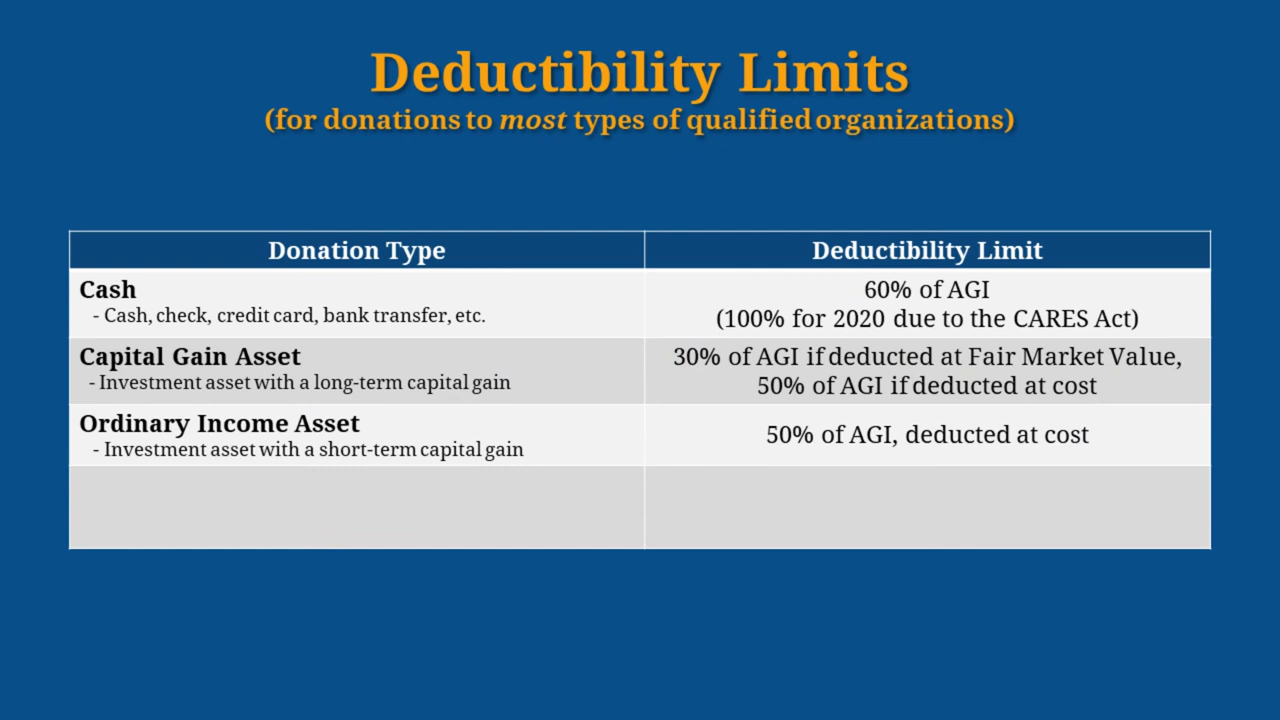 Deductibility Limits
(for donations to most types of qualified organizations)
Donation Type
Deductibility Limit
Cash
- Cash, check, credit card, bank transfer, etc.
60% of AGI
(100% for 2020 due to the CARES Act)
Capital Gain Asset
- Investment asset with a long-term capital gain
30% of AGI if deducted at Fair Market Value,
50% of AGI if deducted at cost
Ordinary Income Asset
- Investment asset with a short-term capital gain
50% of AGI, deducted at cost